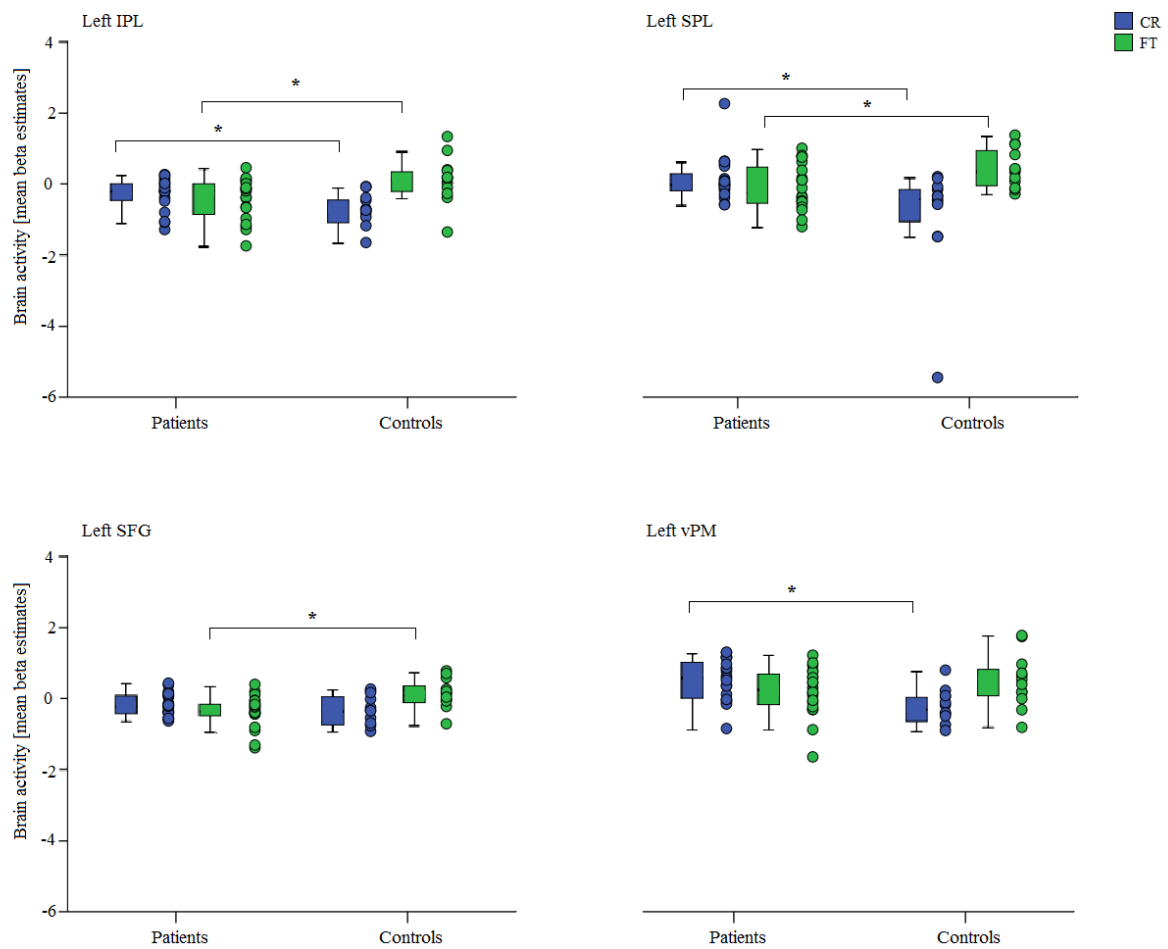 Left IPL
Left SPL
CR
FT
Brain activity [mean beta estimates]
4
2
0
-2
-4
-6
*
*
*
*
Patients
Controls
Patients
Controls
Left SFG
Left vPM
Brain activity [mean beta estimates]
4
2
0
-2
-4
-6
*
*
Patients
Controls
Patients
Controls